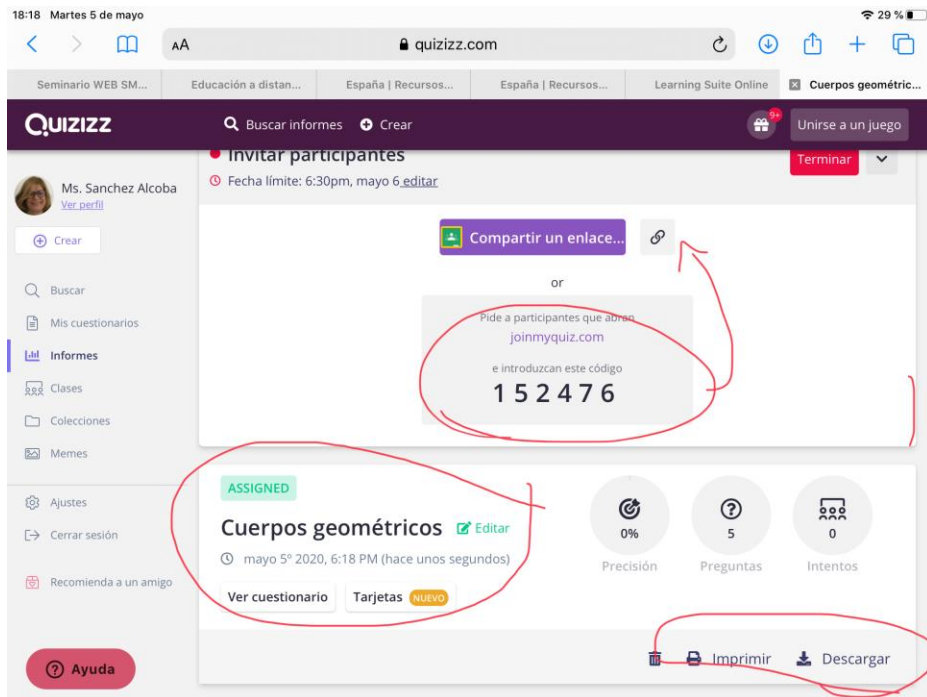 18:18 Martes 5 de mayo 29 %
AA quizizz.com
Seminario WEB SM... Educación a distan... España | Recursos... España | Recursos... Learning Suite Online Cuerpos geométric...
QUIZIZZ Buscar informes Crear 9+ Unirse a un juego
Invitar participantes Terminar
Fecha límite: 6:30pm, mayo 6 editar
Ms. Sanchez Alcoba
Ver perfil
Crear
Buscar
Mis cuestionarios
Informes
Clases
Colecciones
Memes
Ajustes
Cerrar sesión
Recomienda a un amigo
Ayuda
Compartir un enlace...
or
Pide a participantes que abran
joinmyquiz.com
e introduzcan este código
152476
ASSIGNED
Cuerpos geométricos Editar
mayo 5º 2020, 6:18 PM (hace unos segundos)
Ver cuestionario Tarjetas NUEVO
0% 5 0
Precisión Preguntas Intentos
Imprimir Descargar